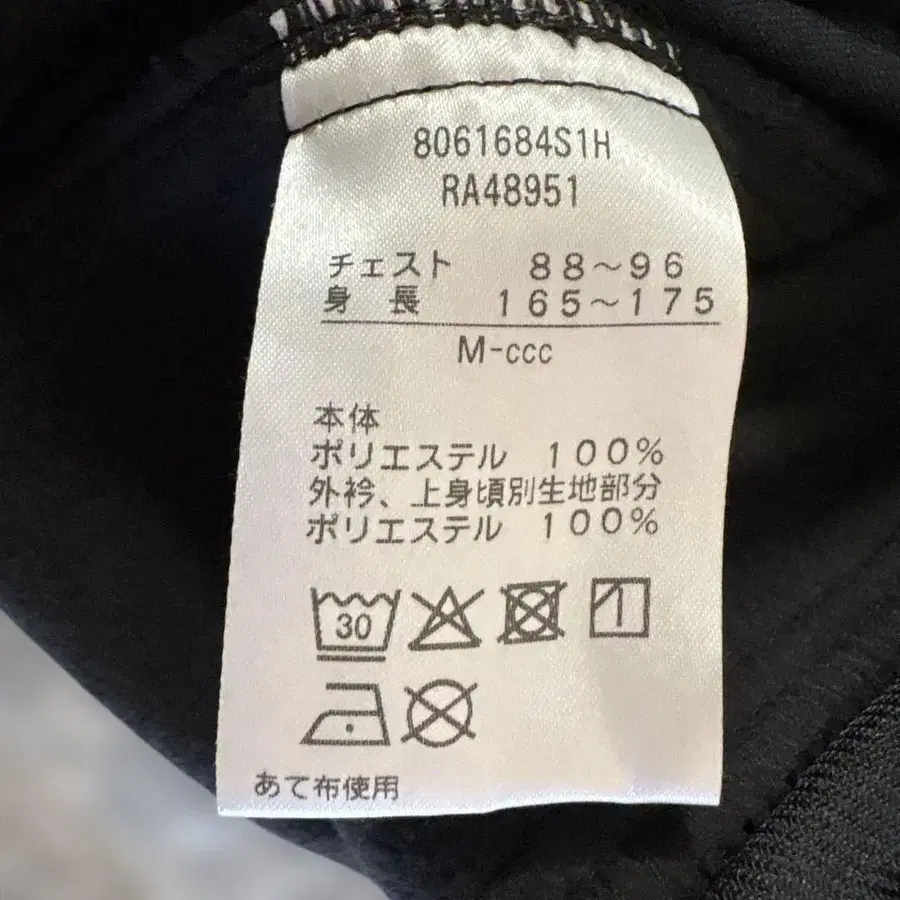 8061684S1H
RA48951
チェスト 88～96
身長 165～175
M-ccc
本体
ポリエステル 100%
外衿、上身頃別生地部分
ポリエステル 100%
30
あて布使用